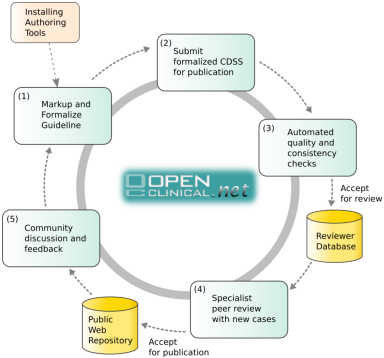 Installing
Authoring
Tools
(1)
Markup and
Formalize
Guideline
(2)
Submit
formalized CDSS
for publication
(3)
Automated
quality and
consistency
checks
Accept
for review
Reviewer
Database
(4)
Specialist
peer review
with new cases
Accept
for publication
Public
Web
Repository
(5)
Community
discussion and
feedback
OPEN
CLINICAL.net